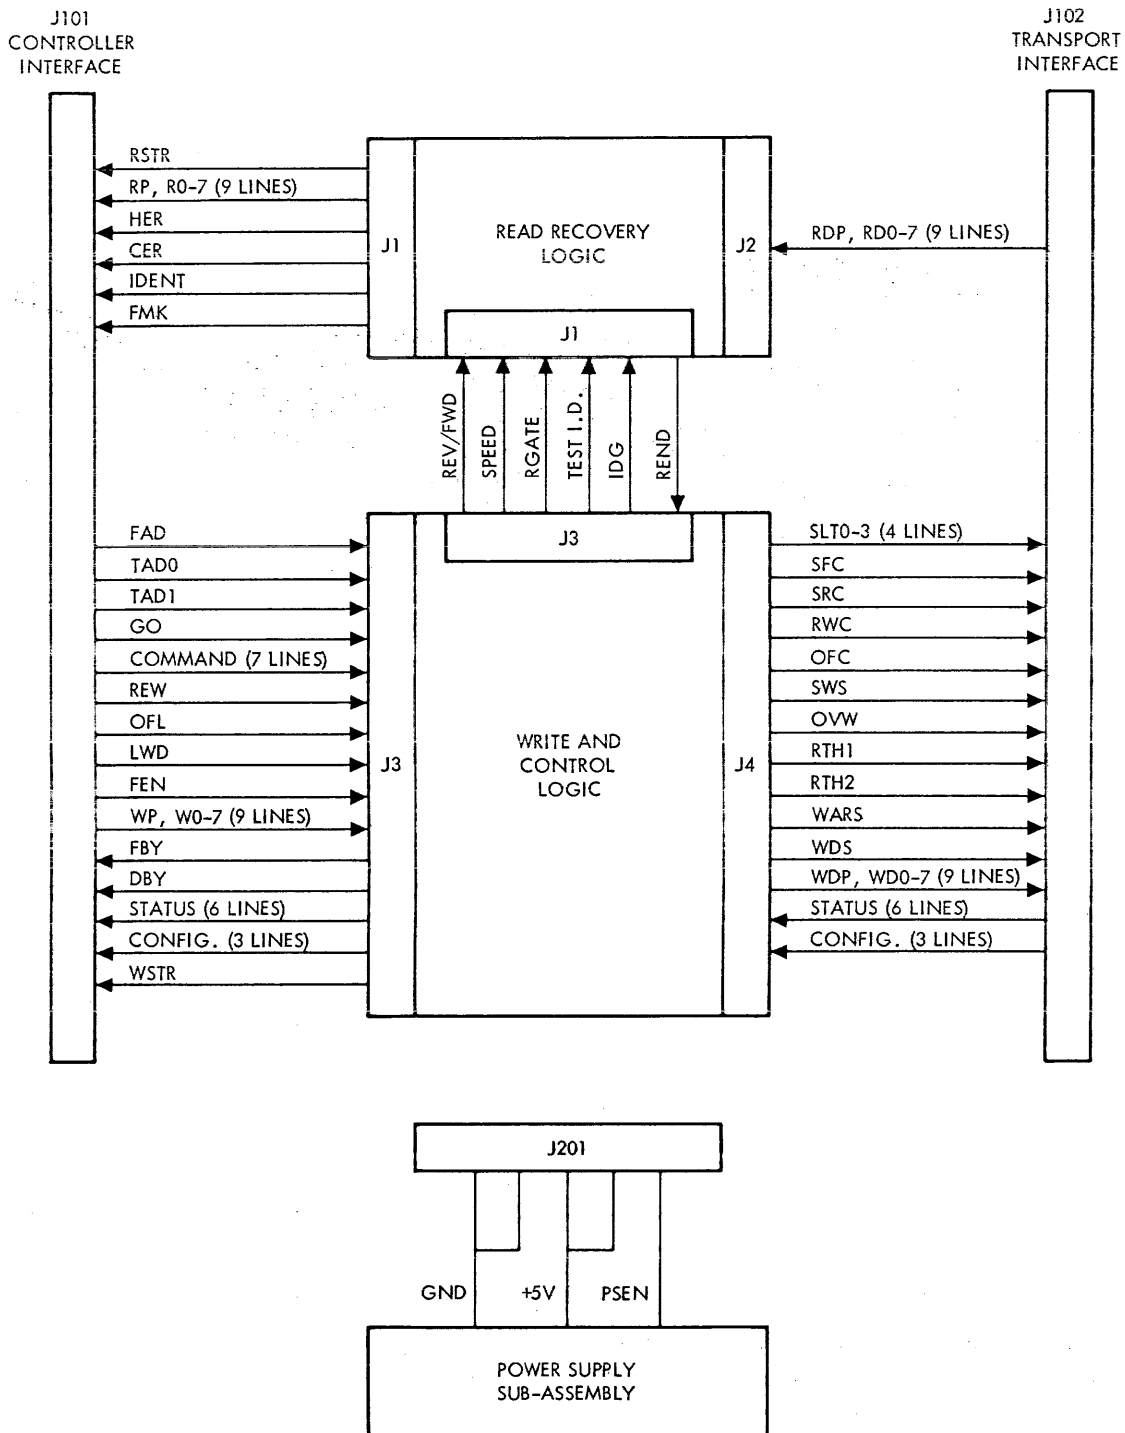 J101
CONTROLLER
INTERFACE
J102
TRANSPORT
INTERFACE
RSTR
RP, R0-7 (9 LINES)
HER
CER
IDENT
FMK
J1
READ RECOVERY
LOGIC
J2
RDP, RD0-7 (9 LINES)
J1
REV/FWD
SPEED
RGATE
TEST I.D.
IDG
REND
J3
FAD
TAD0
TAD1
GO
COMMAND (7 LINES)
REW
OFL
LWD
FEN
WP, W0-7 (9 LINES)
FBY
DBY
STATUS (6 LINES)
CONFIG. (3 LINES)
WSTR
J3
WRITE AND
CONTROL
LOGIC
J4
SLT0-3 (4 LINES)
SFC
SRC
RWC
OFC
SWS
OVW
RTH1
RTH2
WARS
WDS
WDP, WD0-7 (9 LINES)
STATUS (6 LINES)
CONFIG. (3 LINES)
J201
GND
+5V
PSEN
POWER SUPPLY
SUB-ASSEMBLY